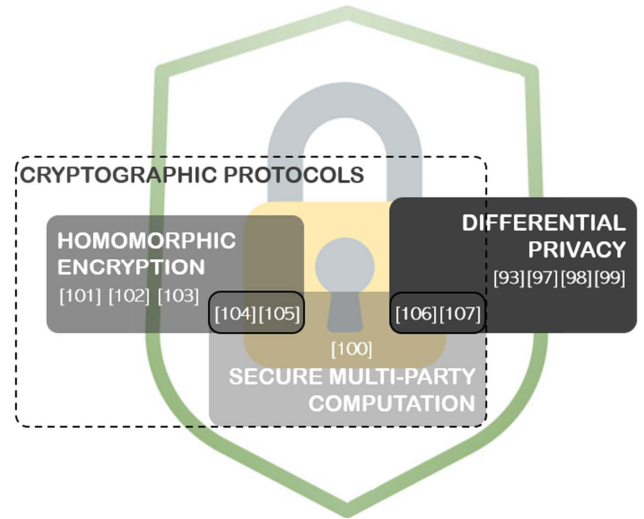 CRYPTOGRAPHIC PROTOCOLS
HOMOMORPHIC
ENCRYPTION
[101] [102] [103]
DIFFERENTIAL
PRIVACY
[93][97][98][99]
[104][105]
[106][107]
[100]
SECURE MULTI-PARTY
COMPUTATION